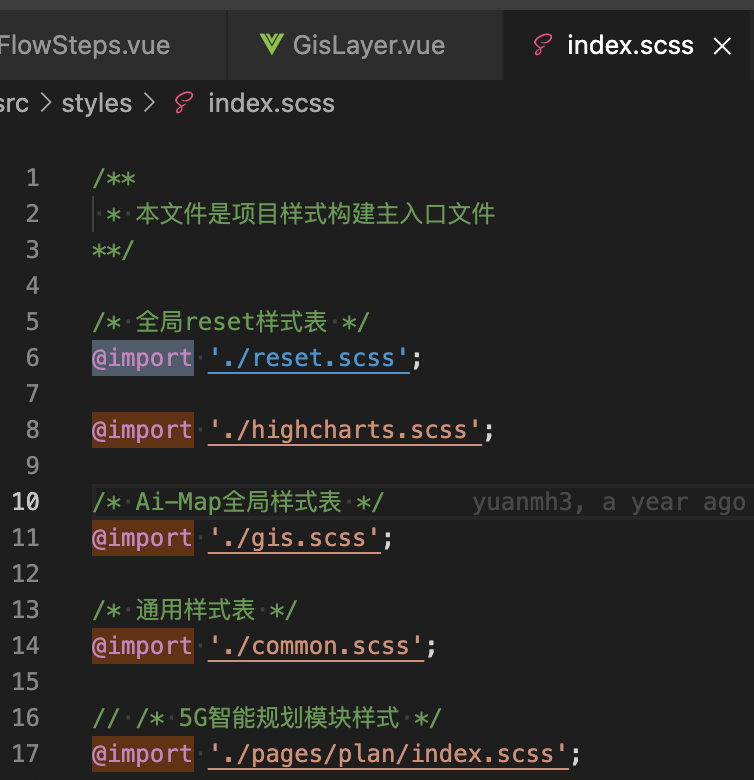 FlowSteps.vue GisLayer.vue index.scss
src > styles > index.scss
1 /**
2 * 本文件是项目样式构建主入口文件
3 **/
4
5 /* 全局reset样式表 */
6 @import './reset.scss';
7
8 @import './highcharts.scss';
9
10 /* Ai-Map全局样式表 */ yuanmh3, a year ago
11 @import './gis.scss';
12
13 /* 通用样式表 */
14 @import './common.scss';
15
16 // /* 5G智能规划模块样式 */
17 @import './pages/plan/index.scss';